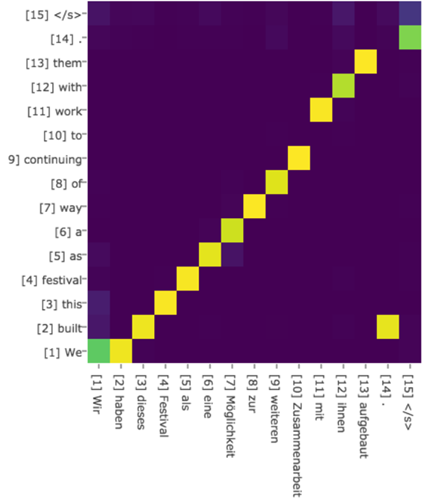 [15] </s>
[14] .
[13] them
[12] with
[11] work
[10] to
9] continuing
[8] of
[7] way
[6] a
[5] as
[4] festival
[3] this
[2] built
[1] We
[1] Wir
[2] haben
[3] dieses
[4] Festival
[5] als
[6] eine
[7] Möglichkeit
[8] zur
[9] weiteren
[10] Zusammenarbeit
[11] mit
[12] ihnen
[13] aufgebaut
[14] .
[15] </s>